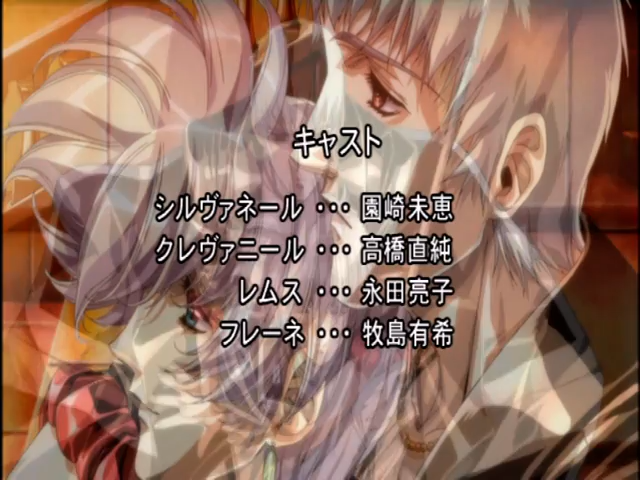 キャスト
シルヴァネール ･･･ 園崎未恵
クレヴァニール ･･･ 高橋直純
レムス ･･･ 永田亮子
フレーネ ･･･ 牧島有希